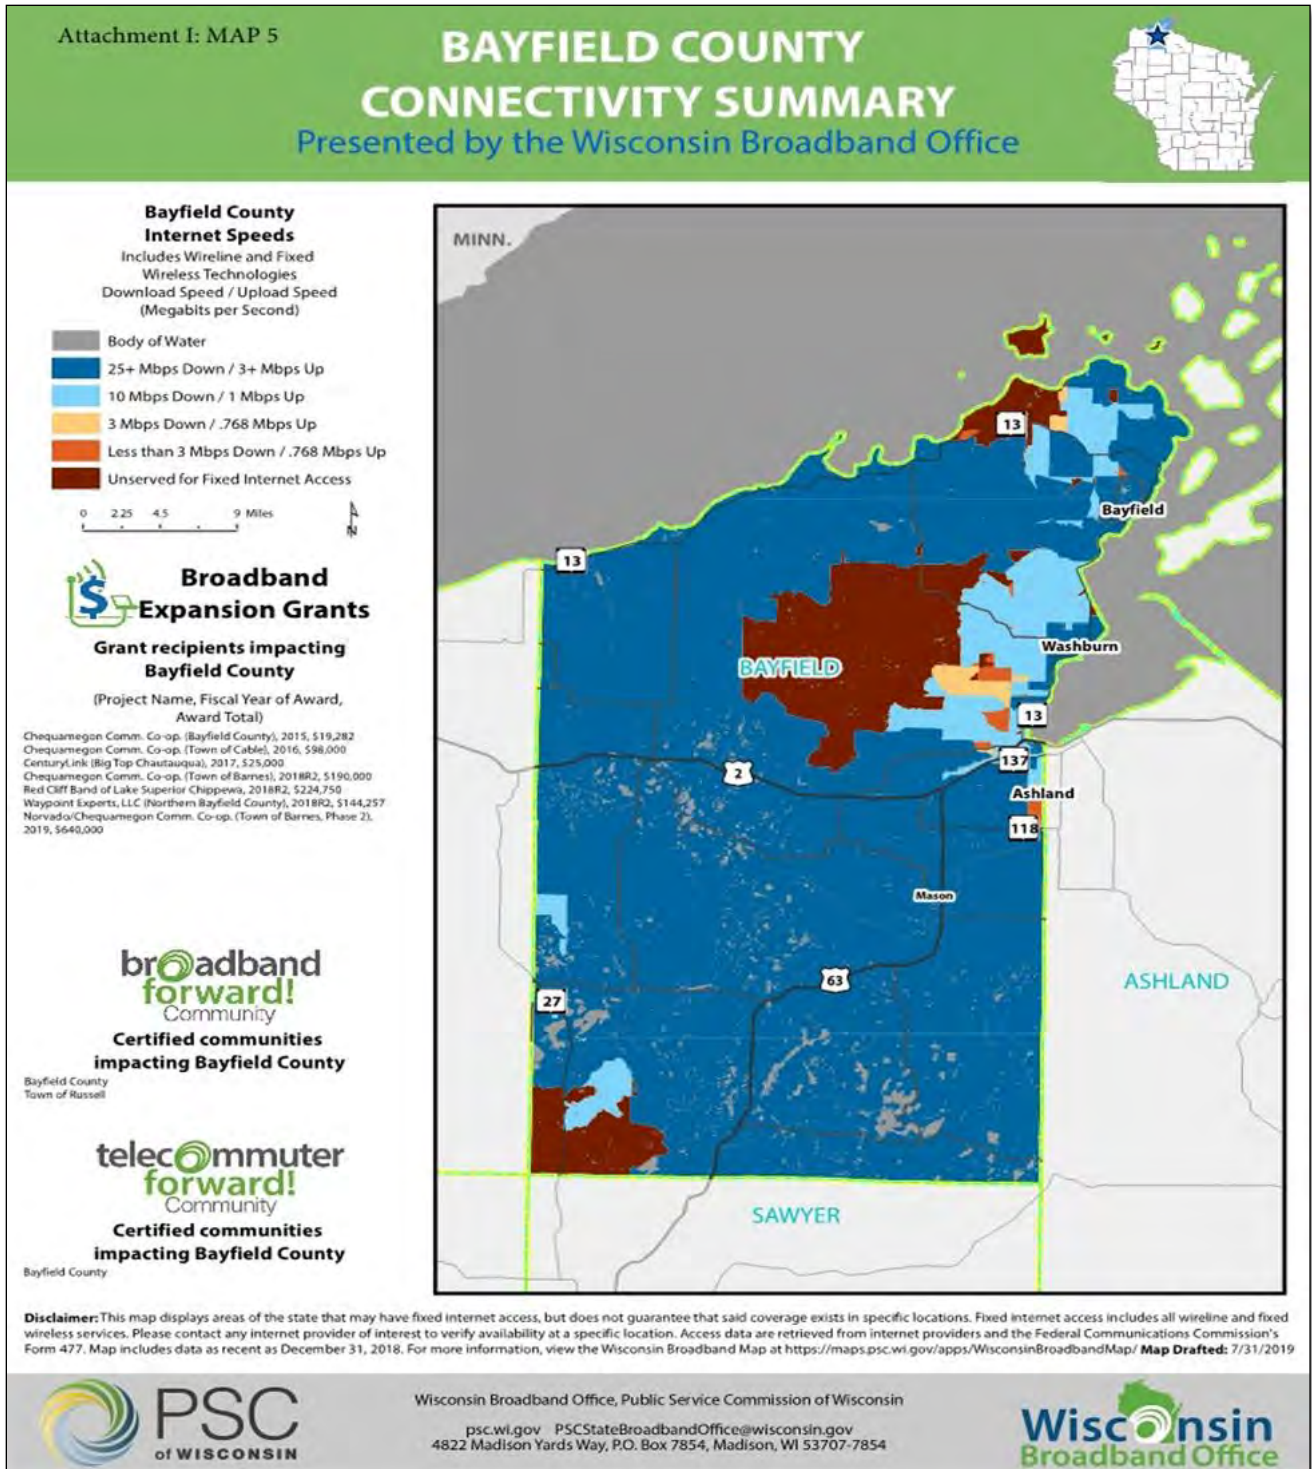 Attachment I: MAP 5
BAYFIELD COUNTY
CONNECTIVITY SUMMARY
Presented by the Wisconsin Broadband Office
Bayfield County
Internet Speeds
Includes Wireline and Fixed
Wireless Technologies
Download Speed / Upload Speed
(Megabits per Second)
Body of Water
25+ Mbps Down / 3+ Mbps Up
10 Mbps Down / 1 Mbps Up
3 Mbps Down / .768 Mbps Up
Less than 3 Mbps Down / .768 Mbps Up
Unserved for Fixed Internet Access
0 2.25 4.5 9 Miles
N
Broadband
Expansion Grants
Grant recipients impacting
Bayfield County
(Project Name, Fiscal Year of Award,
Award Total)
Chequamegon Comm. Co-op. (Bayfield County), 2015, $19,282
Chequamegon Comm. Co-op. (Town of Cable), 2016, $98,000
CenturyLink (Big Top Chautauqua), 2017, $25,000
Chequamegon Comm. Co-op. (Town of Barnes), 2018R2, $190,000
Red Cliff Band of Lake Superior Chippewa, 2018R2, $224,750
Waypoint Experts, LLC (Northern Bayfield County), 2018R2, $144,257
Norvado/Chequamegon Comm. Co-op. (Town of Barnes, Phase 2),
2019, $640,000
broadband
forward!
Community
Certified communities
impacting Bayfield County
Bayfield County
Town of Russell
telecommuter
forward!
Community
Certified communities
impacting Bayfield County
Bayfield County
MINN.
13
Bayfield
13
Washburn
BAYFIELD
13
137
2
Ashland
118
Mason
63
ASHLAND
27
SAWYER
Disclaimer: This map displays areas of the state that may have fixed internet access, but does not guarantee that said coverage exists in specific locations. Fixed internet access includes all wireline and fixed
wireless services. Please contact any internet provider of interest to verify availability at a specific location. Access data are retrieved from internet providers and the Federal Communications Commission's
Form 477. Map includes data as recent as December 31, 2018. For more information, view the Wisconsin Broadband Map at https://maps.psc.wi.gov/apps/WisconsinBroadbandMap/ Map Drafted: 7/31/2019
PSC
of WISCONSIN
Wisconsin Broadband Office, Public Service Commission of Wisconsin
psc.wi.gov PSCStateBroadbandOffice@wisconsin.gov
4822 Madison Yards Way, P.O. Box 7854, Madison, WI 53707-7854
Wisconsin
Broadband Office